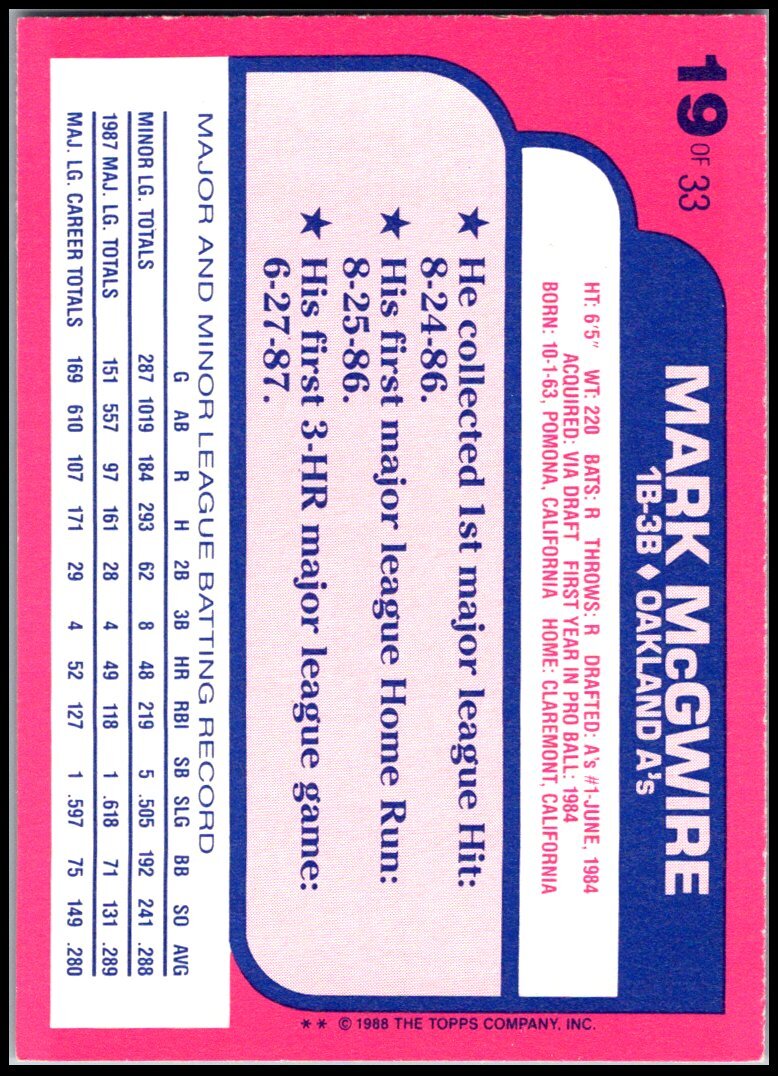 19 OF 33
MARK McGWIRE
1B-3B ♦ OAKLAND A's
HT: 6'5" WT: 220 BATS: R THROWS: R DRAFTED: A's #1-JUNE, 1984
ACQUIRED: VIA DRAFT FIRST YEAR IN PRO BALL: 1984
BORN: 10-1-63, POMONA, CALIFORNIA HOME: CLAREMONT, CALIFORNIA
★ He collected 1st major league Hit:
8-24-86.
★ His first major league Home Run:
8-25-86.
★ His first 3-HR major league game:
6-27-87.
MAJOR AND MINOR LEAGUE BATTING RECORD
G AB R H 2B 3B HR RBI SB SLG BB SO AVG
MINOR LG. TOTALS 287 1019 184 293 62 8 48 219 5 .505 192 241 .288
1987 MAJ. LG. TOTALS 151 557 97 161 28 4 49 118 1 .618 71 131 .289
MAJ. LG. CAREER TOTALS 169 610 107 171 29 4 52 127 1 .597 75 149 .280
** © 1988 THE TOPPS COMPANY, INC.